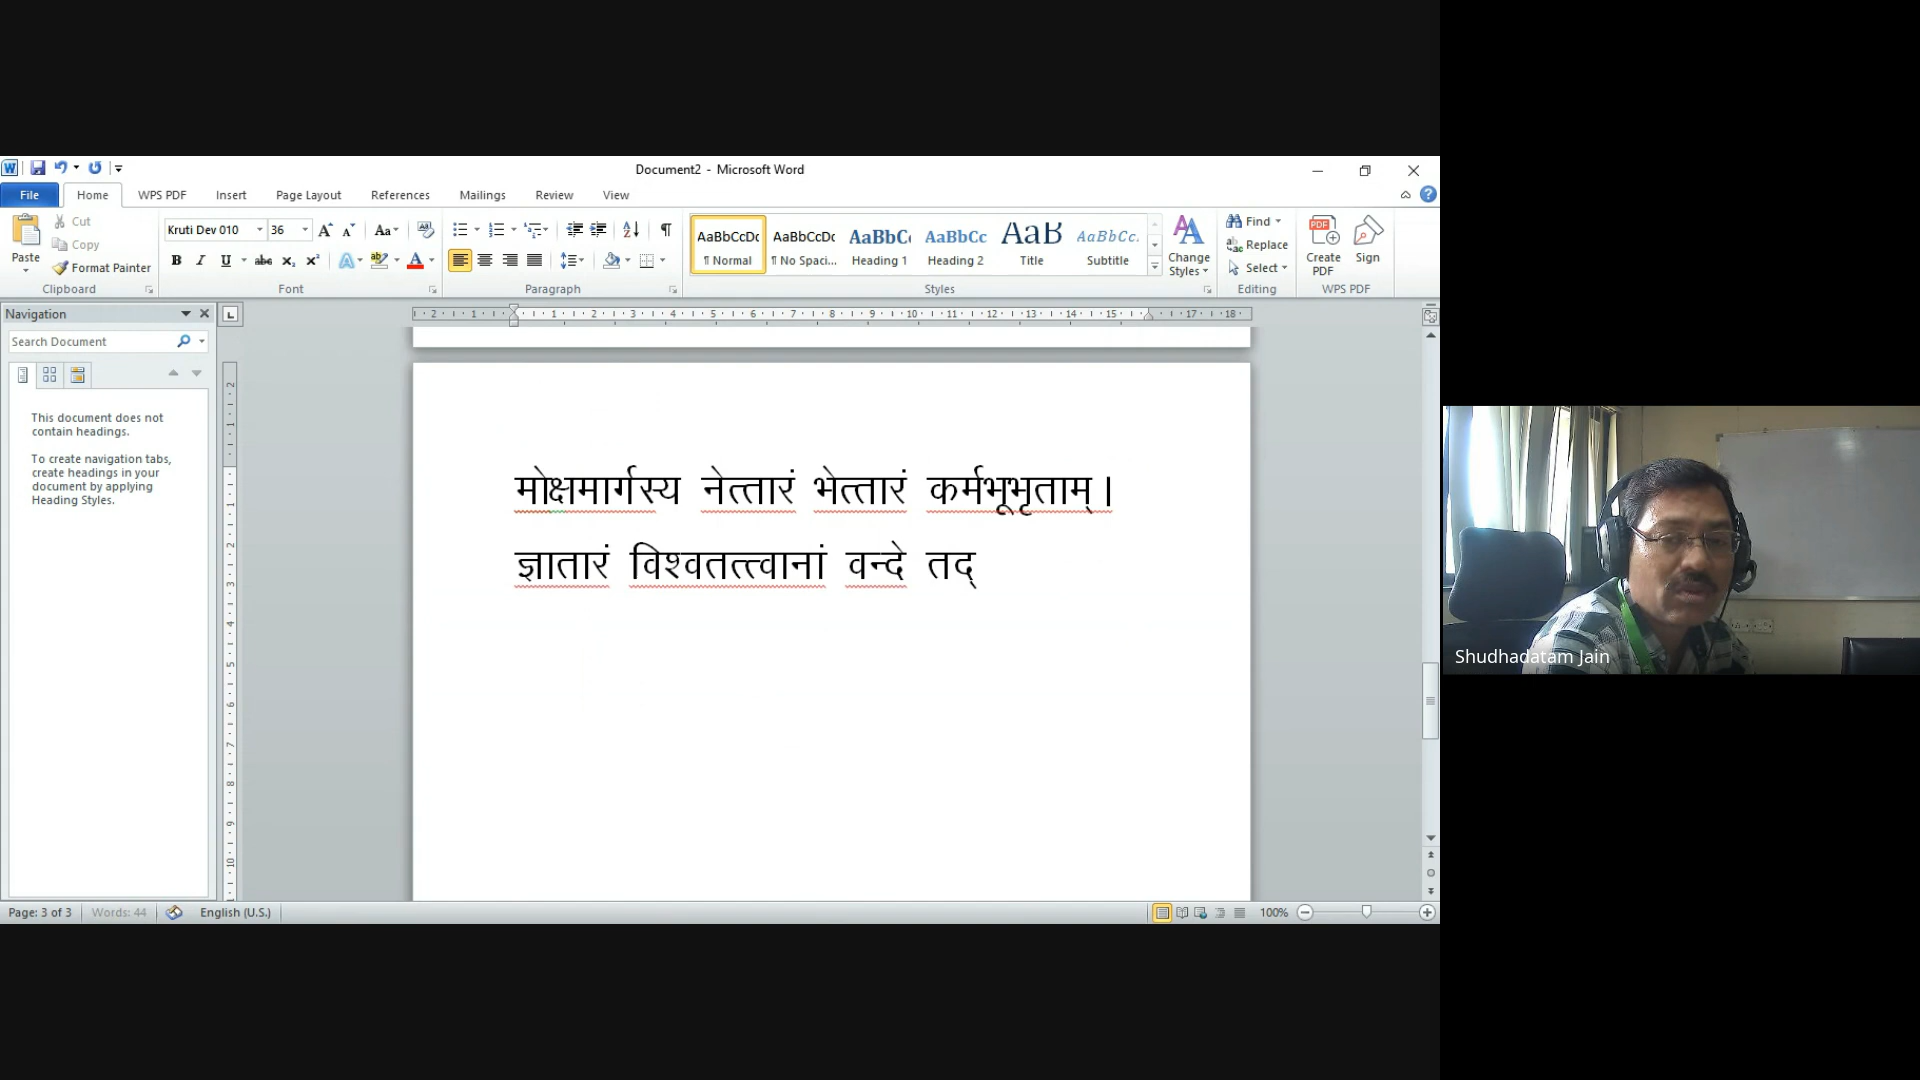 Document2 - Microsoft Word
File Home WPS PDF Insert Page Layout References Mailings Review View
Paste
Cut
Copy
Format Painter
Clipboard
Kruti Dev 010 36
Font
Paragraph
AaBbCcDc AaBbCcDc AaBbC AaBbCc AaB AaBbCc.
¶ Normal ¶ No Spaci... Heading 1 Heading 2 Title Subtitle
Change Styles
Styles
Find
Replace
Select
Editing
Create PDF
Sign
WPS PDF
Navigation
Search Document
This document does not
contain headings.
To create navigation tabs,
create headings in your
document by applying
Heading Styles.
मोक्षमार्गस्य नेत्तारं भेत्तारं कर्मभूभृताम्।
ज्ञातारं विश्वतत्त्वानां वन्दे तद्
Shudhadatam Jain
Page: 3 of 3 Words: 44 English (U.S.) 100%